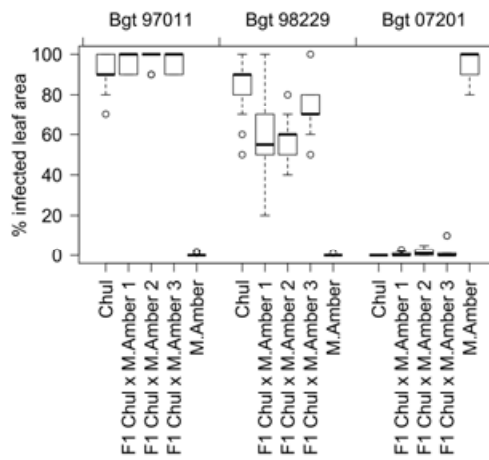 Bgt 97011 Bgt 98229 Bgt 07201
% infected leaf area
100
80
60
40
20
0
Chul
F1 Chul x M.Amber 1
F1 Chul x M.Amber 2
F1 Chul x M.Amber 3
M.Amber
Chul
F1 Chul x M.Amber 1
F1 Chul x M.Amber 2
F1 Chul x M.Amber 3
M.Amber
Chul
F1 Chul x M.Amber 1
F1 Chul x M.Amber 2
F1 Chul x M.Amber 3
M.Amber